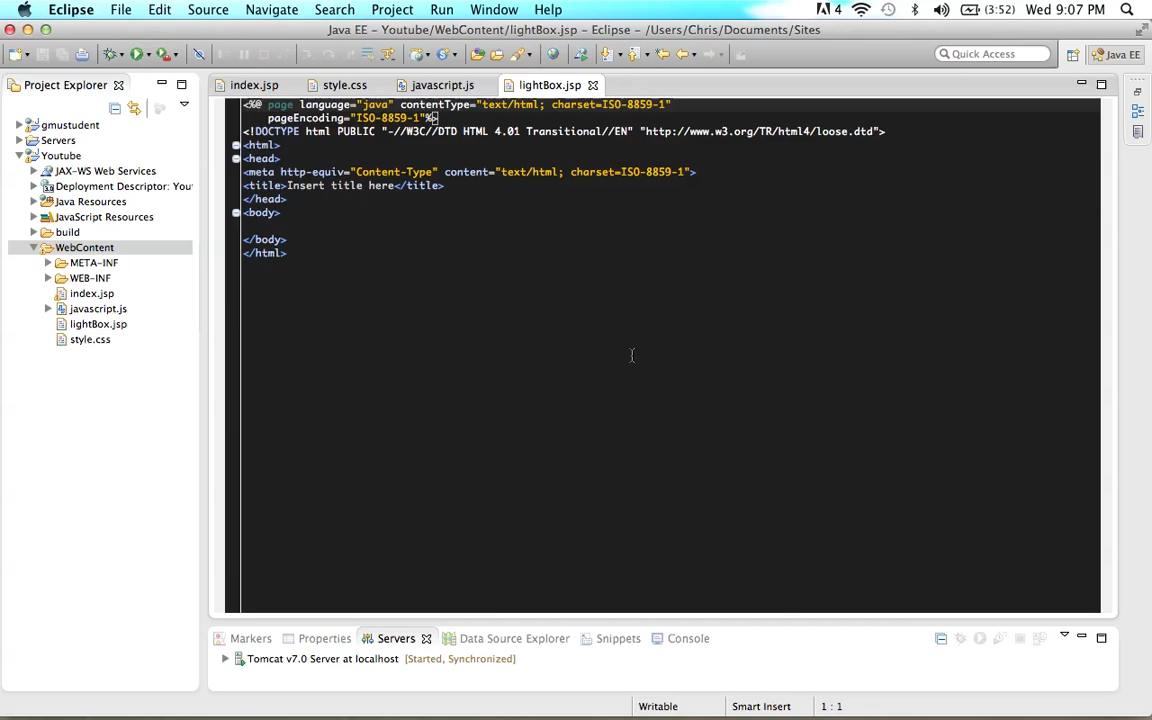 Eclipse File Edit Source Navigate Search Project Run Window Help 4 (3:52) Wed 9:07 PM
Java EE - Youtube/WebContent/lightBox.jsp - Eclipse - /Users/Chris/Documents/Sites
Quick Access Java EE
Project Explorer
index.jsp style.css javascript.js lightBox.jsp
gmustudent
Servers
Youtube
JAX-WS Web Services
Deployment Descriptor: You
Java Resources
JavaScript Resources
build
WebContent
META-INF
WEB-INF
index.jsp
javascript.js
lightBox.jsp
style.css
<%@ page language="java" contentType="text/html; charset=ISO-8859-1"
pageEncoding="ISO-8859-1"%>
<!DOCTYPE html PUBLIC "-//W3C//DTD HTML 4.01 Transitional//EN" "http://www.w3.org/TR/html4/loose.dtd">
<html>
<head>
<meta http-equiv="Content-Type" content="text/html; charset=ISO-8859-1">
<title>Insert title here</title>
</head>
<body>
</body>
</html>
Markers Properties Servers Data Source Explorer Snippets Console
Tomcat v7.0 Server at localhost [Started, Synchronized]
Writable Smart Insert 1 : 1